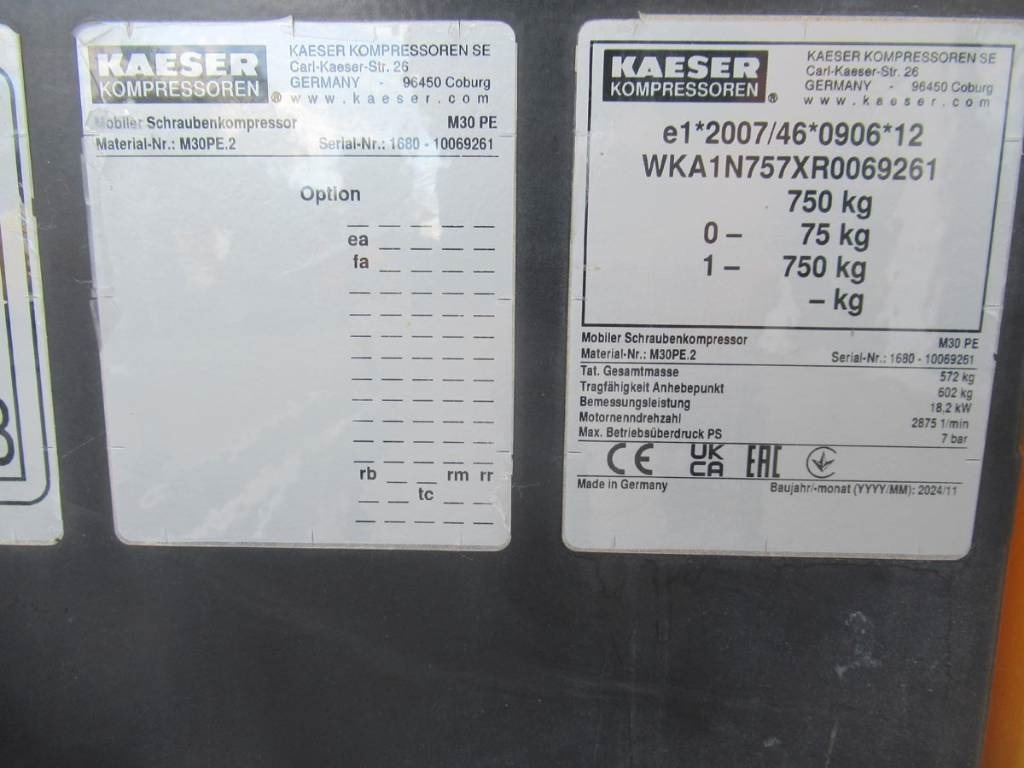 KAESER
KOMPRESSOREN®
KAESER KOMPRESSOREN SE
Carl-Kaeser-Str. 26
GERMANY - 96450 Coburg
www.kaeser.com
Mobiler Schraubenkompressor M30 PE
Material-Nr.: M30PE.2 Serial-Nr.: 1680 - 10069261
Option
ea
fa
rb rm rr
tc
KAESER
KOMPRESSOREN®
KAESER KOMPRESSOREN SE
Carl-Kaeser-Str. 26
GERMANY - 96450 Coburg
www.kaeser.com
e1*2007/46*0906*12
WKA1N757XR0069261
750 kg
0 – 75 kg
1 – 750 kg
– kg
Mobiler Schraubenkompressor M30 PE
Material-Nr.: M30PE.2 Serial-Nr.: 1680 - 10069261
Tat. Gesamtmasse 572 kg
Tragfähigkeit Anhebepunkt 602 kg
Bemessungsleistung 18,2 kW
Motornenndrehzahl 2875 1/min
Max. Betriebsüberdruck PS 7 bar
CE UK CA EAC
Made in Germany Baujahr/-monat (YYYY/MM): 2024/11